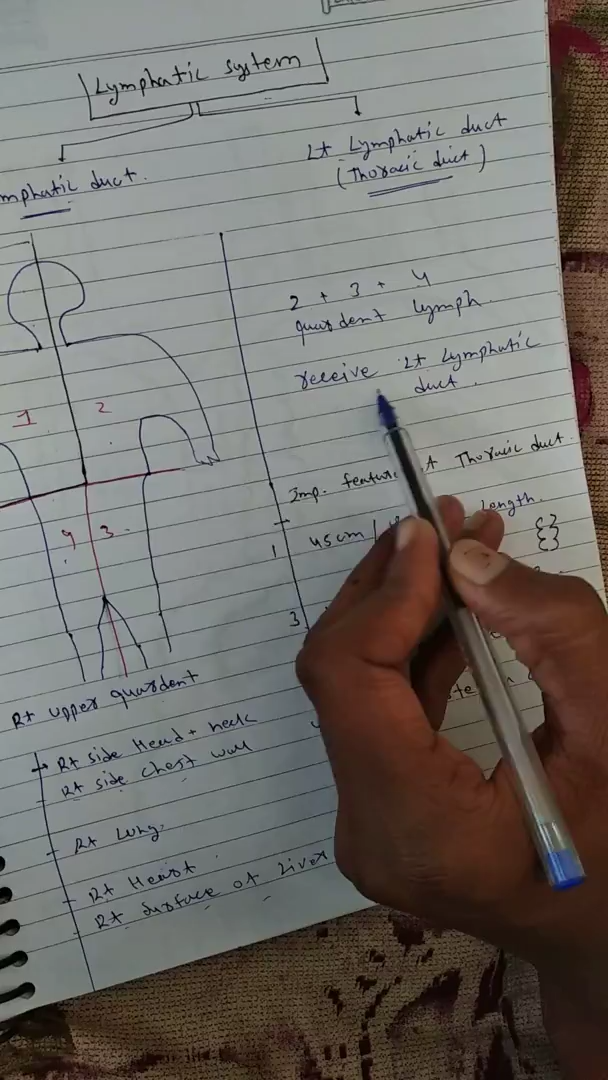 Lymphatic system
mphatic duct.
Lt Lymphatic duct
(Thoracic duct)
2 + 3 + 4
quardent lymph.
receive Lt Lymphatic
duct.
1 2
4 3
Imp. feature Thoracic duct
1 45cm / Length.
3
Rt upper quardent
Rt side Head + neck
Rt side chest wall
Rt Lung.
Rt Heart
Rt surface of Liver